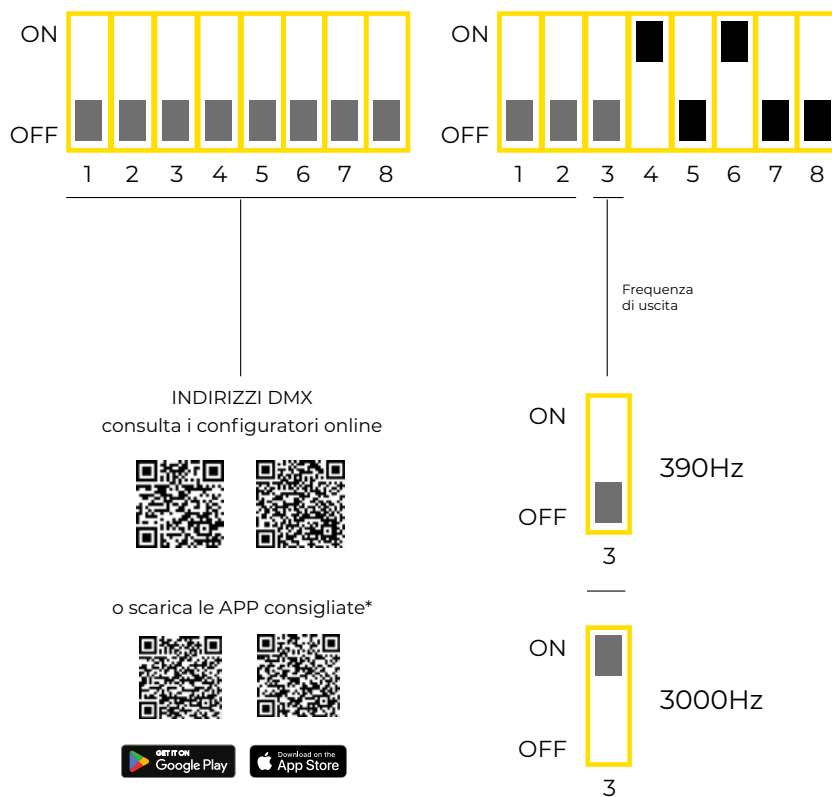 ON
ON
OFF
OFF
1 2 3 4 5 6 7 8
1 2 3 4 5 6 7 8
Frequenza
di uscita
INDIRIZZI DMX
consulta i configuratori online
ON
390Hz
OFF
3
o scarica le APP consigliate*
ON
3000Hz
OFF
3
GET IT ON
Google Play
Download on the
App Store